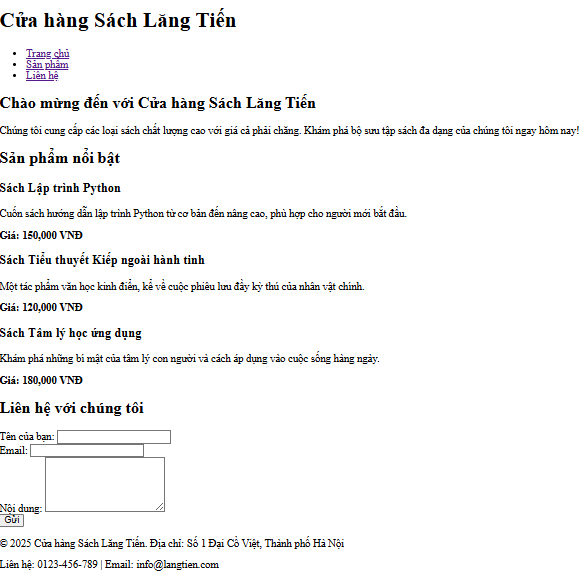 Cửa hàng Sách Lăng Tiến
Trang chủ
Sản phẩm
Liên hệ
Chào mừng đến với Cửa hàng Sách Lăng Tiến
Chúng tôi cung cấp các loại sách chất lượng cao với giá cả phải chăng. Khám phá bộ sưu tập sách đa dạng của chúng tôi ngay hôm nay!
Sản phẩm nổi bật
Sách Lập trình Python
Cuốn sách hướng dẫn lập trình Python từ cơ bản đến nâng cao, phù hợp cho người mới bắt đầu.
Giá: 150,000 VNĐ
Sách Tiểu thuyết Kiếp ngoài hành tinh
Một tác phẩm văn học kinh điển, kể về cuộc phiêu lưu đầy kỳ thú của nhân vật chính.
Giá: 120,000 VNĐ
Sách Tâm lý học ứng dụng
Khám phá những bí mật của tâm lý con người và cách áp dụng vào cuộc sống hàng ngày.
Giá: 180,000 VNĐ
Liên hệ với chúng tôi
Tên của bạn:
Email:
Nội dung:
Gửi
© 2025 Cửa hàng Sách Lăng Tiến. Địa chỉ: Số 1 Đại Cồ Việt, Thành phố Hà Nội
Liên hệ: 0123-456-789 | Email: info@langtien.com